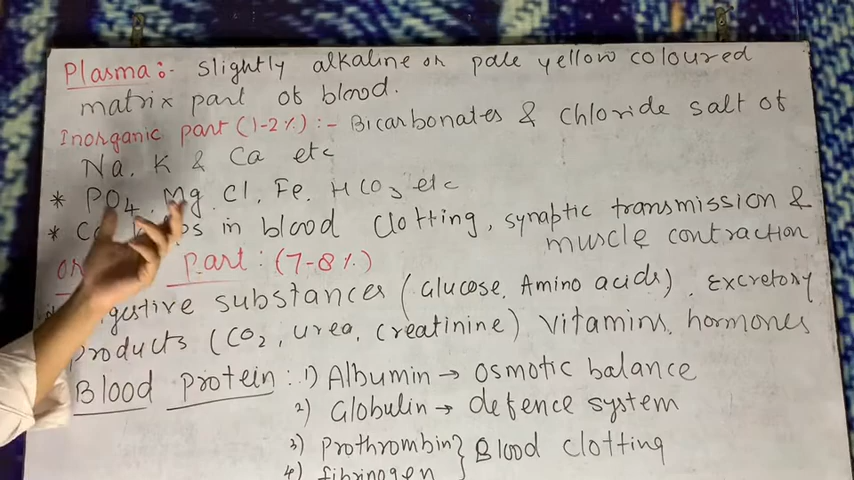 Plasma :- slightly alkaline or pale yellow coloured
matrix part of blood.
Inorganic part (1-2%) :- Bicarbonates & chloride salt of
Na, K & Ca etc
* PO4, Mg, Cl, Fe, HCO3 etc
* in blood clotting, synaptic transmission &
muscle contraction
part : (7-8%)
substances (Glucose, Amino acids), Excretory
products (CO2, urea, creatinine) vitamins, hormones
Blood Protein : 1) Albumin → osmotic balance
2) Globulin → defence system
3) Prothrombin } Blood clotting
4) fibrinogen